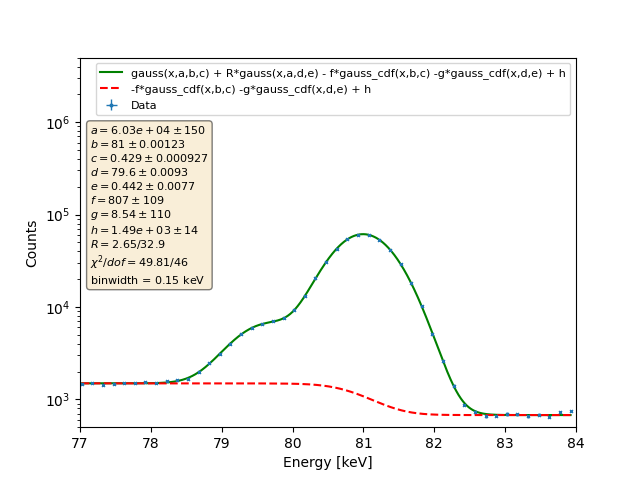 gauss(x,a,b,c) + R*gauss(x,a,d,e) - f*gauss_cdf(x,b,c) -g*gauss_cdf(x,d,e) + h
-f*gauss_cdf(x,b,c) -g*gauss_cdf(x,d,e) + h
Data
a = 6.03e + 04 ± 150
b = 81 ± 0.00123
c = 0.429 ± 0.000927
d = 79.6 ± 0.0093
e = 0.442 ± 0.0077
f = 807 ± 109
g = 8.54 ± 110
h = 1.49e + 03 ± 14
R = 2.65/32.9
χ²/dof = 49.81/46
binwidth = 0.15 keV
10⁶
10⁵
10⁴
10³
Counts
77 78 79 80 81 82 83 84
Energy [keV]